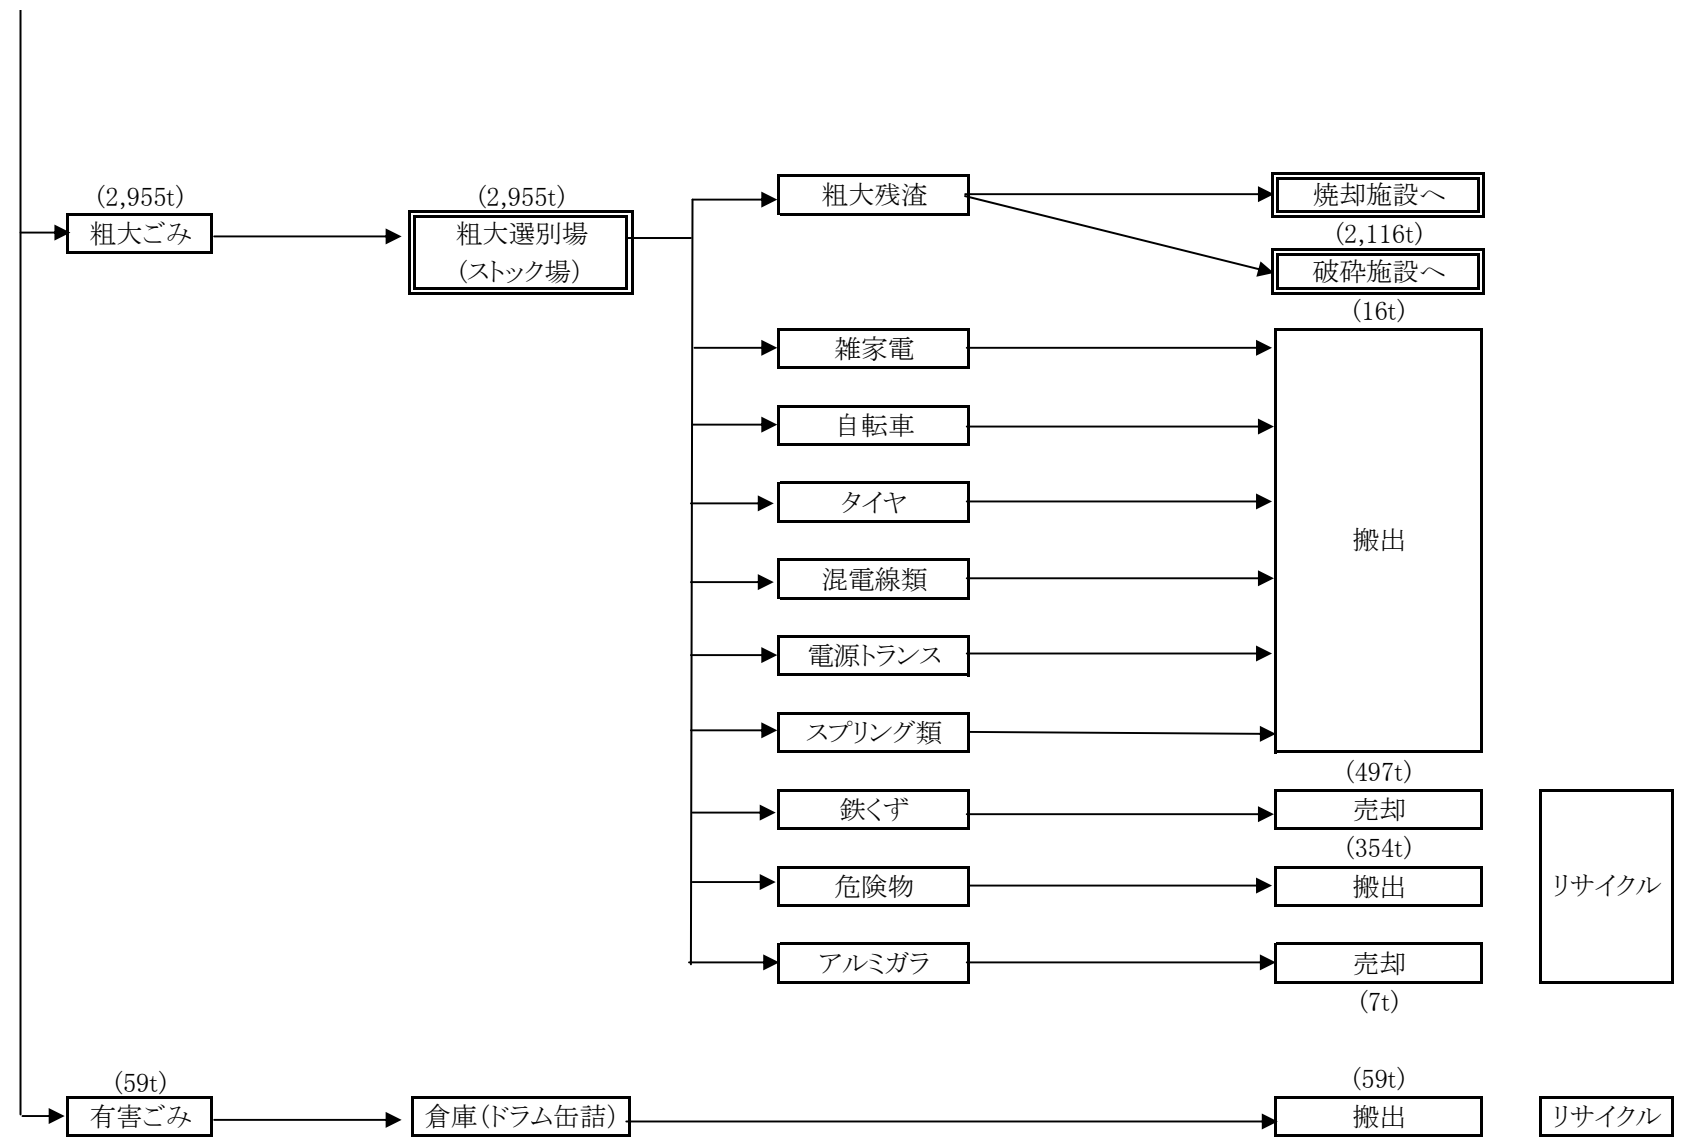 (2,955t)
粗大ごみ
(2,955t)
粗大選別場
(ストック場)
粗大残渣
焼却施設へ
(2,116t)
破砕施設へ
(16t)
雑家電
自転車
タイヤ
混電線類
電源トランス
スプリング類
搬出
(497t)
鉄くず
売却
(354t)
危険物
搬出
アルミガラ
売却
(7t)
リサイクル
(59t)
有害ごみ
倉庫(ドラム缶詰)
(59t)
搬出
リサイクル